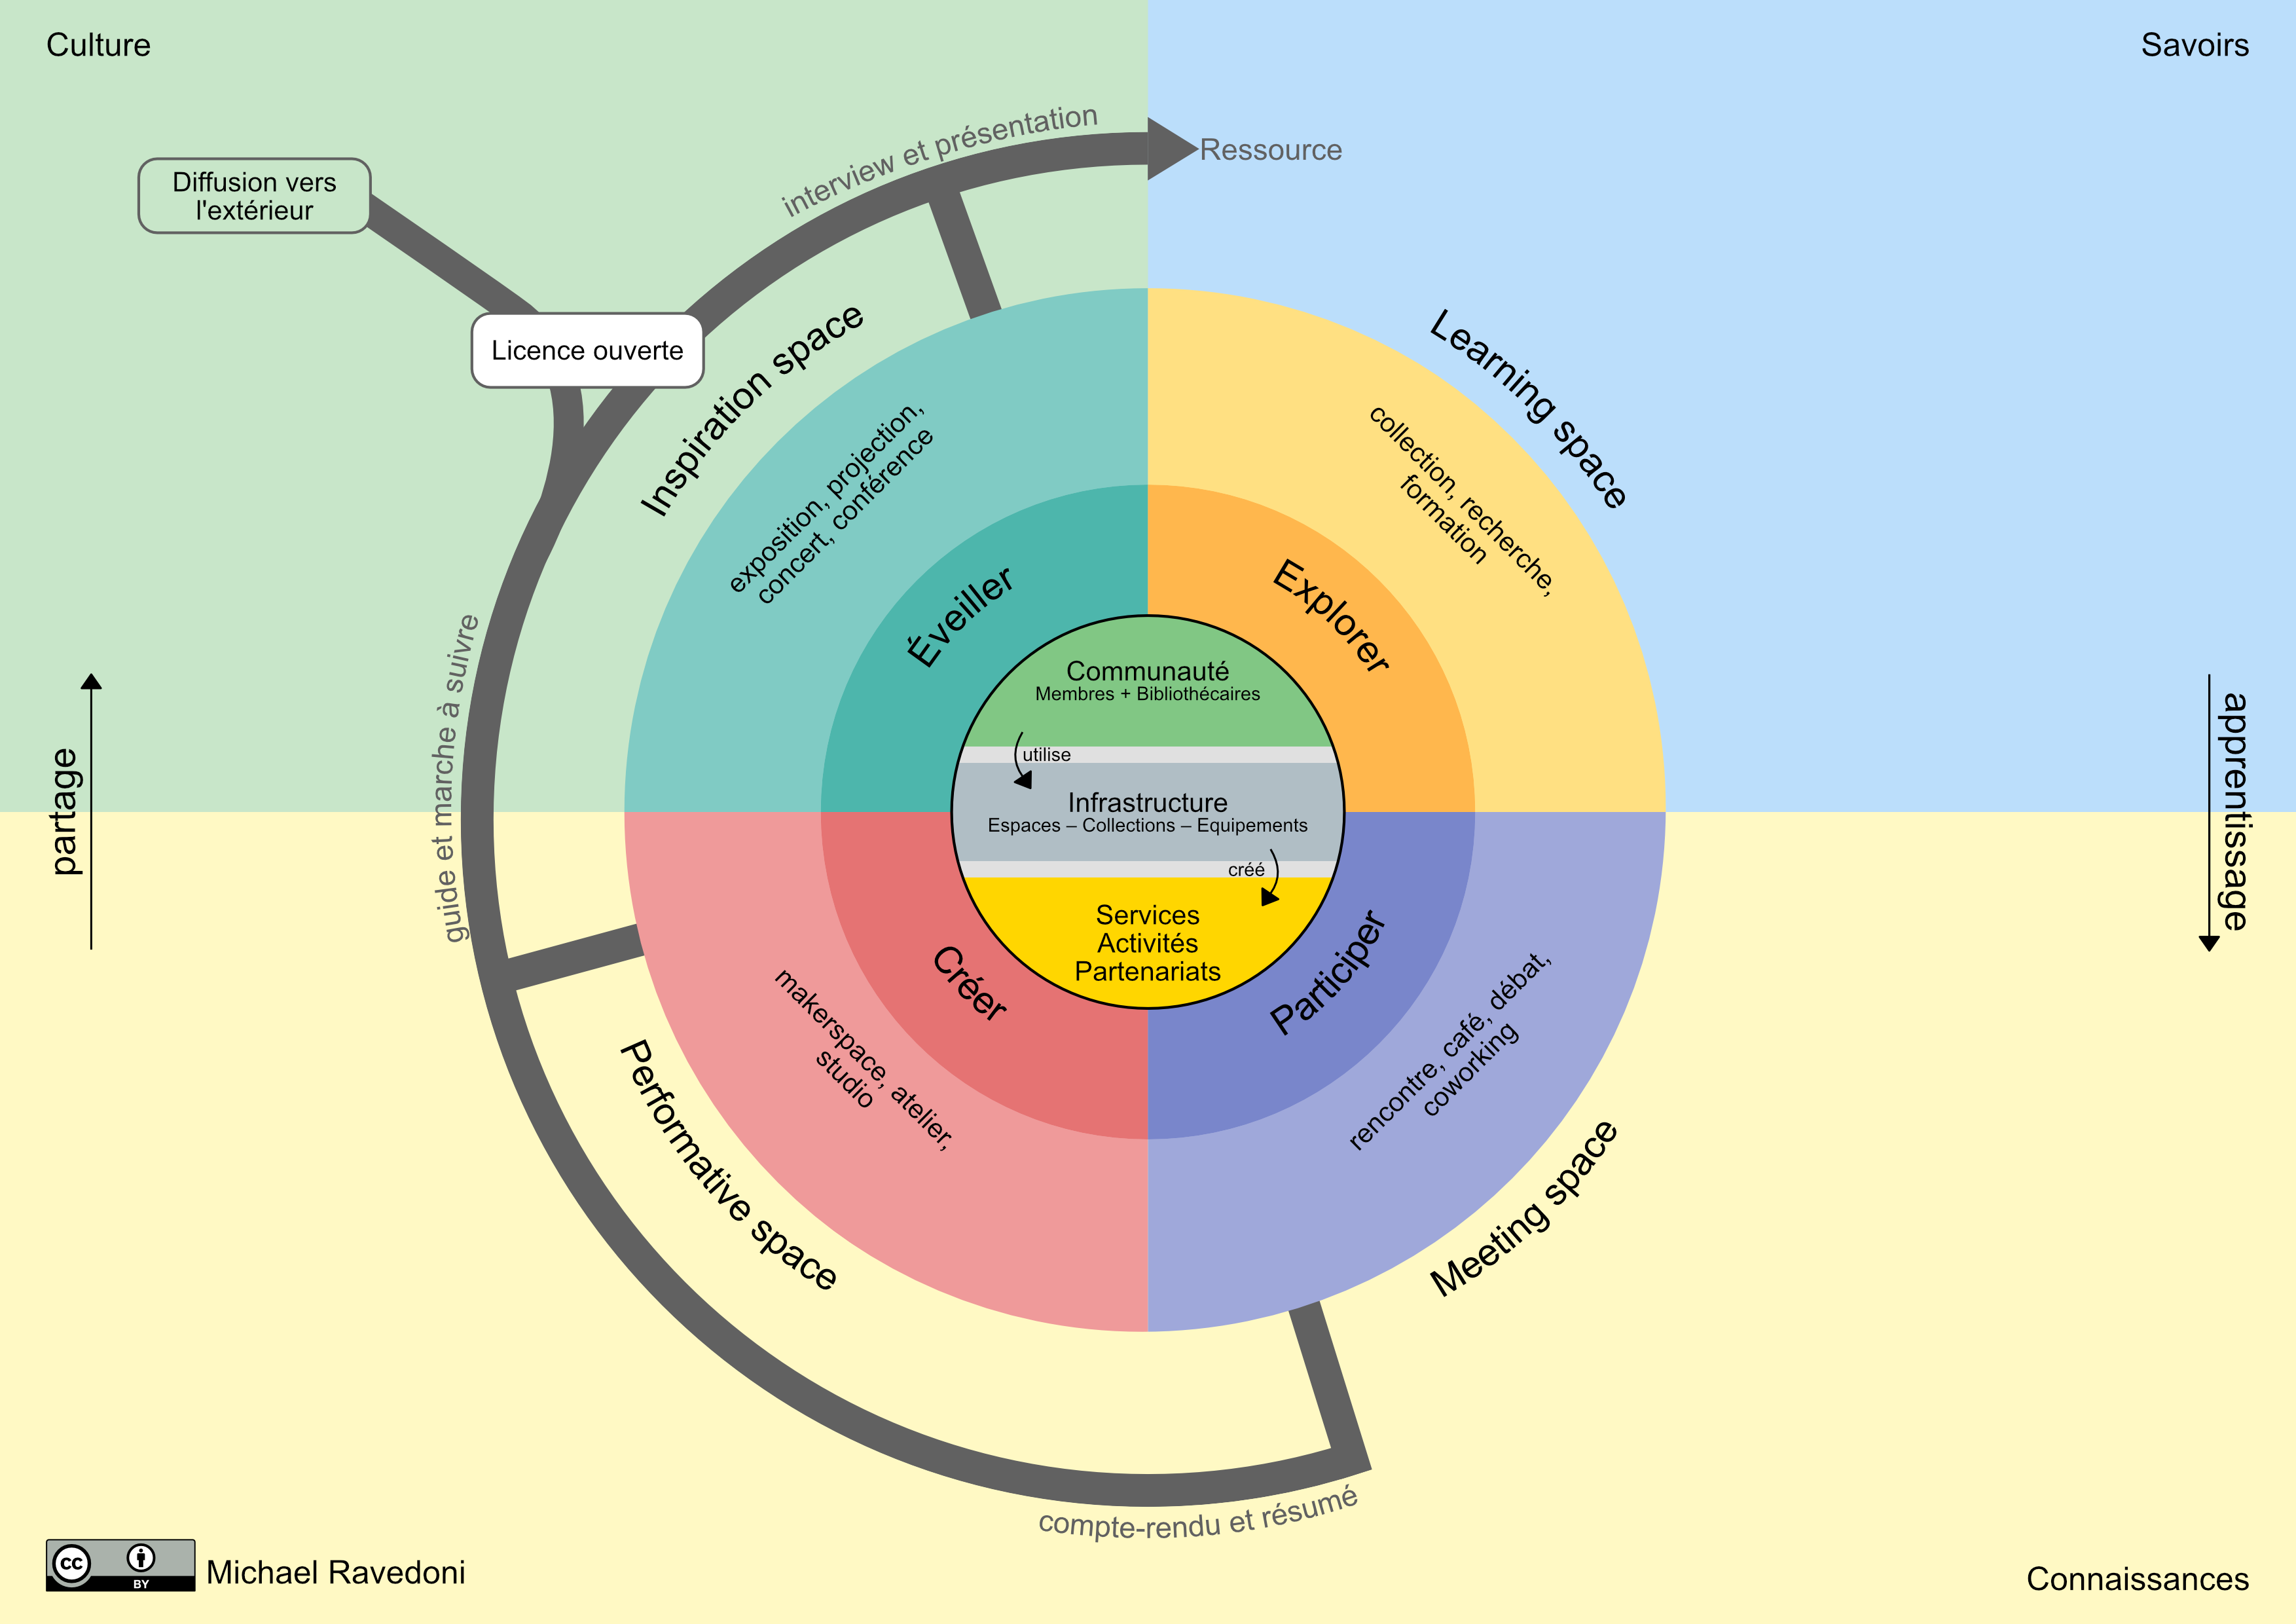 Culture
Savoirs
interview et présentation
Ressource
Diffusion vers
l'extérieur
Licence ouverte
Inspiration space
Learning space
exposition, projection,
concert, conférence
collection, recherche,
formation
Éveiller
Explorer
Communauté
Membres + Bibliothécaires
utilise
Infrastructure
Espaces – Collections – Equipements
créé
Services
Activités
Partenariats
partage
guide et marche à suivre
apprentissage
Créer
Participer
makerspace, atelier,
studio
rencontre, café, débat,
coworking
Performative space
Meeting space
compte-rendu et résumé
cc
BY
Michael Ravedoni
Connaissances